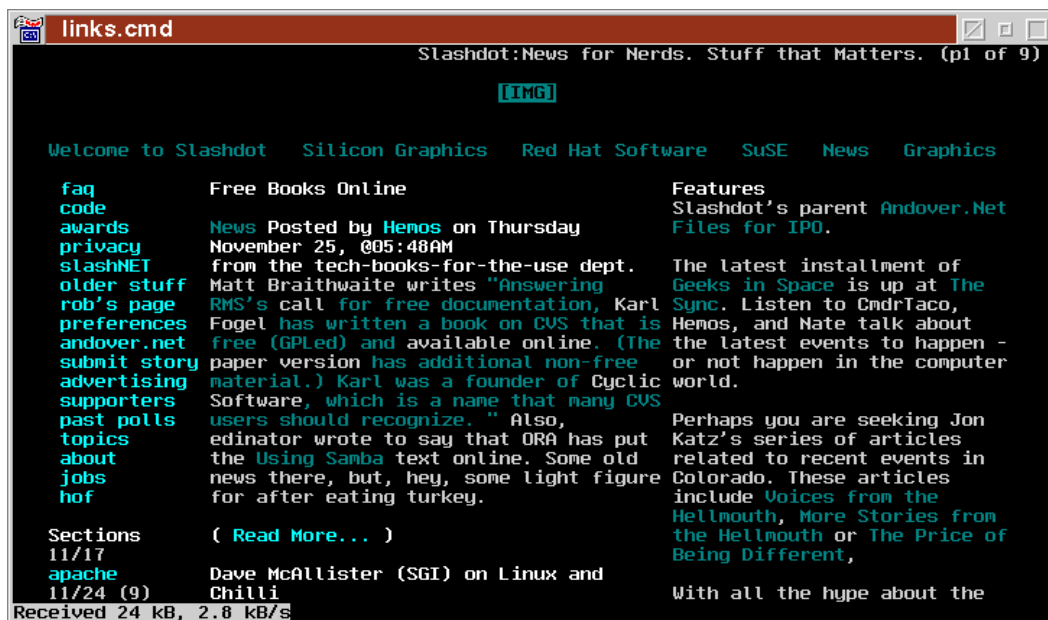 links.cmd
Slashdot:News for Nerds. Stuff that Matters. (p1 of 9)
[IMG]
Welcome to Slashdot Silicon Graphics Red Hat Software SuSE News Graphics
faq
code
awards
privacy
slashNET
older stuff
rob's page
preferences
andover.net
submit story
advertising
supporters
past polls
topics
about
jobs
hof
Sections
11/17
apache
11/24 (9)
Free Books Online
News Posted by Hemos on Thursday
November 25, @05:48AM
from the tech-books-for-the-use dept.
Matt Braithwaite writes "Answering
RMS's call for free documentation, Karl
Fogel has written a book on CVS that is
free (GPLed) and available online. (The
paper version has additional non-free
material.) Karl was a founder of Cyclic
Software, which is a name that many CVS
users should recognize. " Also,
edinator wrote to say that ORA has put
the Using Samba text online. Some old
news there, but, hey, some light figure
for after eating turkey.
( Read More... )
Dave McAllister (SGI) on Linux and
Chilli
Features
Slashdot's parent Andover.Net
Files for IPO.
The latest installment of
Geeks in Space is up at The
Sync. Listen to CmdrTaco,
Hemos, and Nate talk about
the latest events to happen -
or not happen in the computer
world.
Perhaps you are seeking Jon
Katz's series of articles
related to recent events in
Colorado. These articles
include Voices from the
Hellmouth, More Stories from
the Hellmouth or The Price of
Being Different,
With all the hype about the
Received 24 kB, 2.8 kB/s